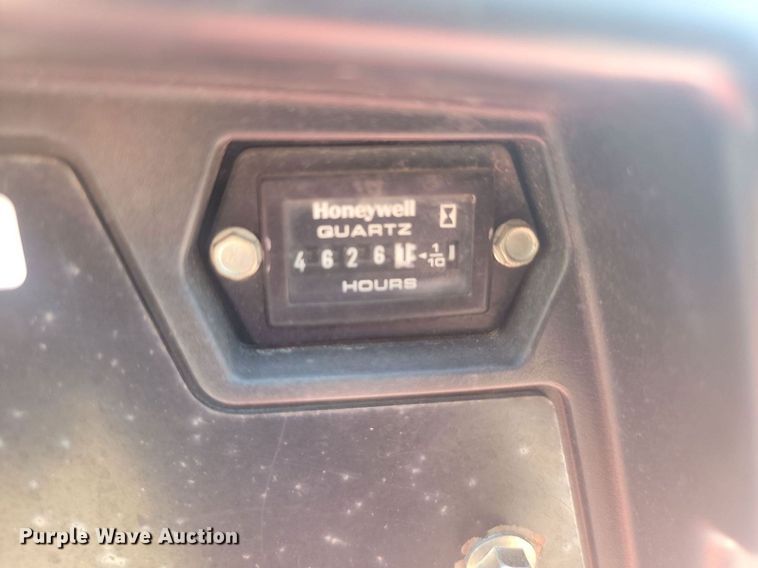 Honeywell
QUARTZ
4 6 2 6 1/10
HOURS
Purple Wave Auction